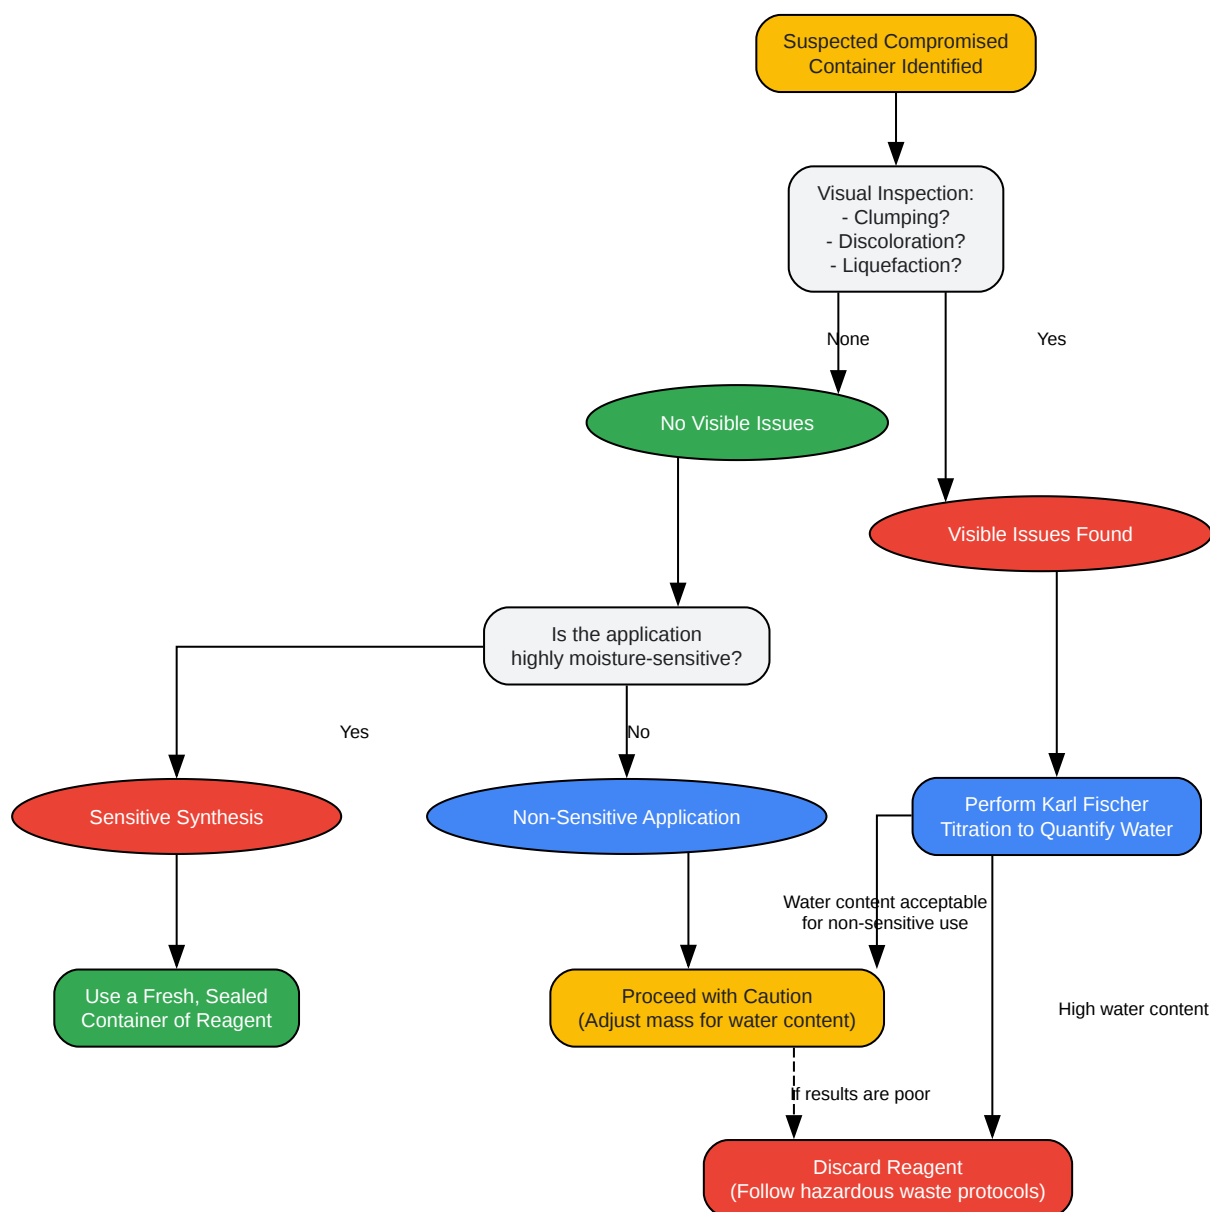 Suspected Compromised
Container Identified
Visual Inspection:
- Clumping?
- Discoloration?
- Liquefaction?
None
Yes
No Visible Issues
Visible Issues Found
Is the application
highly moisture-sensitive?
Yes
No
Sensitive Synthesis
Non-Sensitive Application
Perform Karl Fischer
Titration to Quantify Water
Water content acceptable
for non-sensitive use
Use a Fresh, Sealed
Container of Reagent
Proceed with Caution
(Adjust mass for water content)
High water content
If results are poor
Discard Reagent
(Follow hazardous waste protocols)